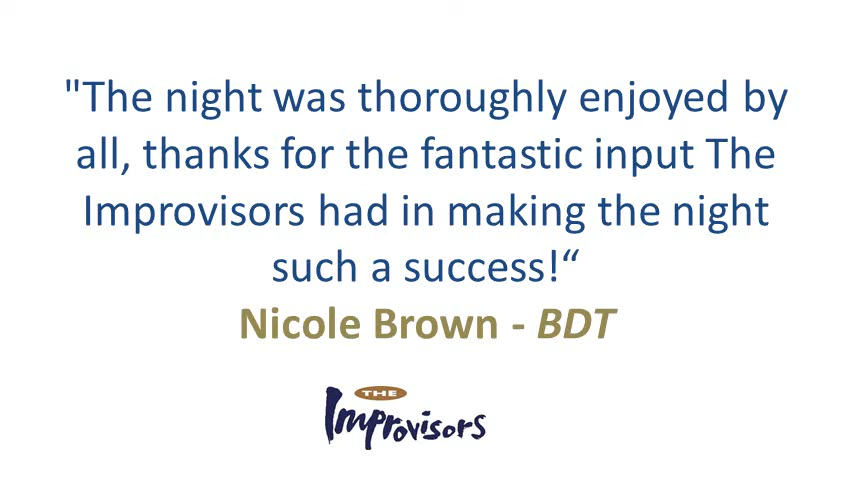 "The night was thoroughly enjoyed by
all, thanks for the fantastic input The
Improvisors had in making the night
such a success!“
Nicole Brown - BDT
THE
Improvisors